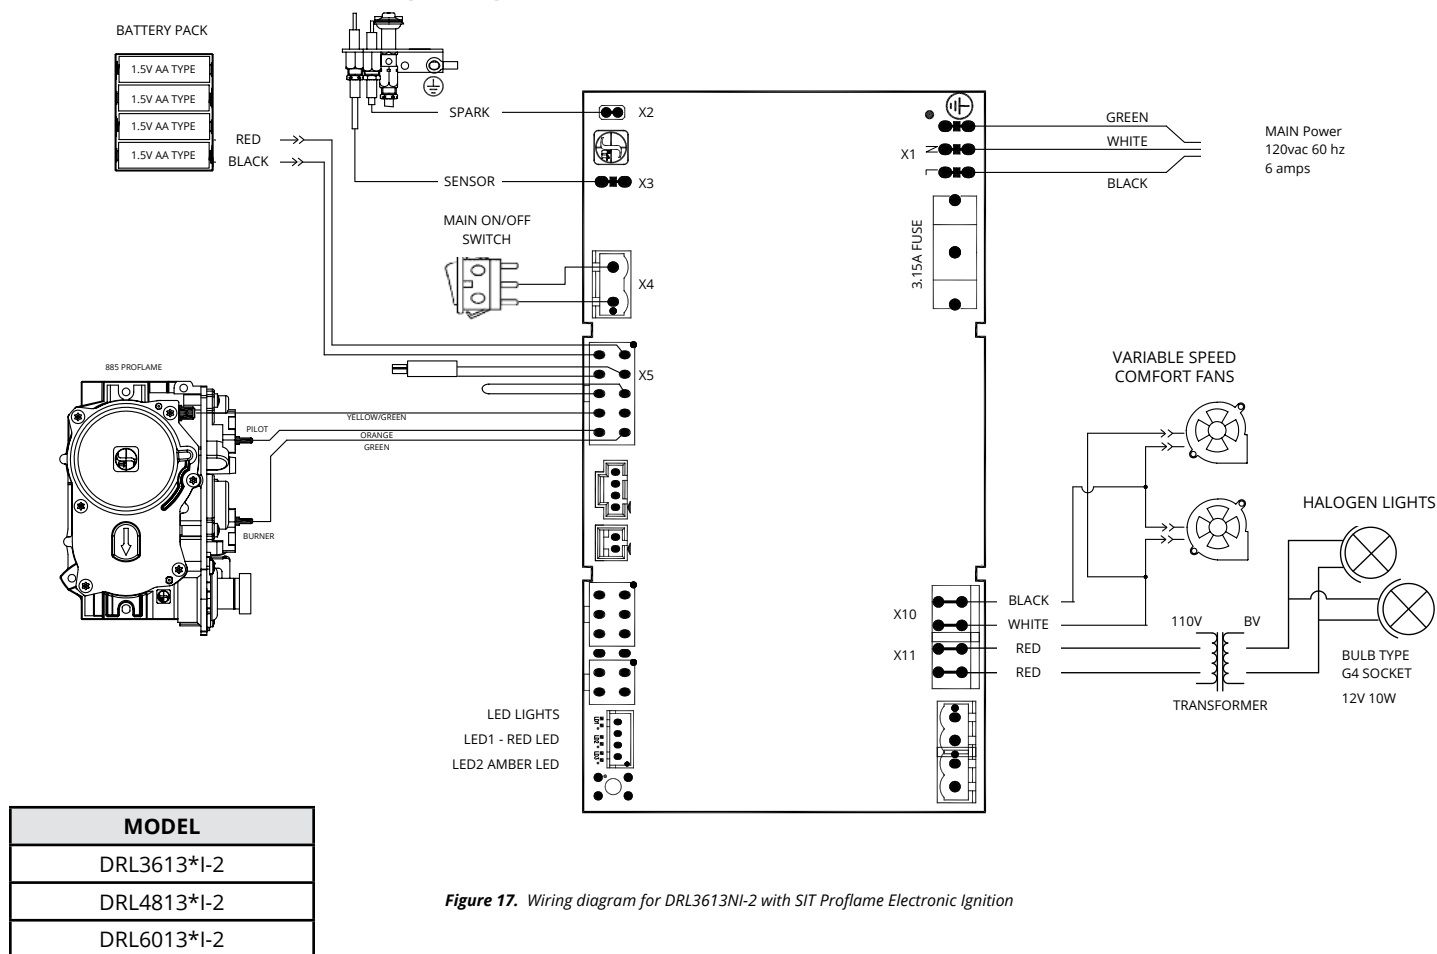 BATTERY PACK
1.5V AA TYPE
1.5V AA TYPE
1.5V AA TYPE
1.5V AA TYPE
RED
BLACK
SPARK
X2
SENSOR
X3
MAIN ON/OFF
SWITCH
X4
X5
885 PROFLAME
YELLOW/GREEN
PILOT
ORANGE
GREEN
BURNER
LED LIGHTS
LED1 - RED LED
LED2 AMBER LED
GREEN
WHITE
BLACK
X1
N
L
MAIN Power
120vac 60 hz
6 amps
3.15A FUSE
VARIABLE SPEED
COMFORT FANS
HALOGEN LIGHTS
X10
BLACK
WHITE
X11
RED
RED
110V
BV
TRANSFORMER
BULB TYPE
G4 SOCKET
12V 10W
MODEL
DRL3613*I-2
DRL4813*I-2
DRL6013*I-2
Figure 17. Wiring diagram for DRL3613NI-2 with SIT Proflame Electronic Ignition